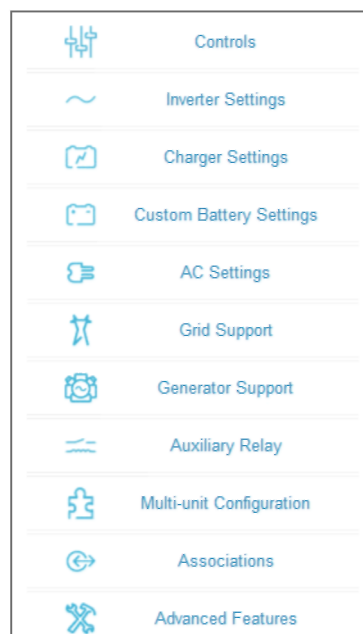 Controls
Inverter Settings
Charger Settings
Custom Battery Settings
AC Settings
Grid Support
Generator Support
Auxiliary Relay
Multi-unit Configuration
Associations
Advanced Features